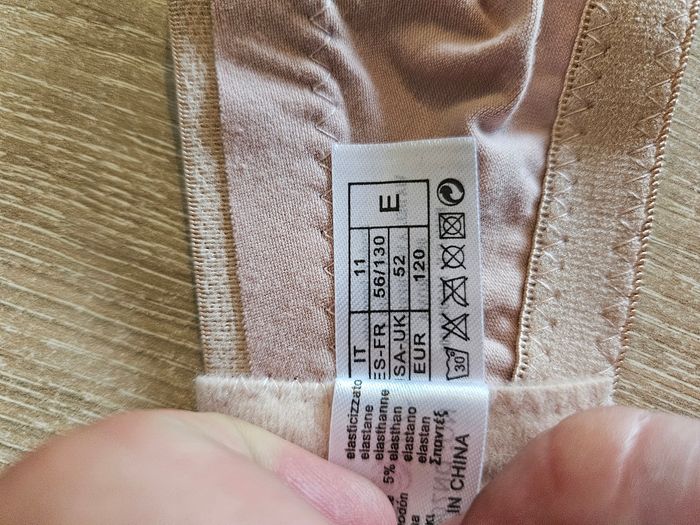 IT 11
ES-FR 56/130
E
SA-UK 52
EUR 120
30°
elasticizzato
elastane
elasthanne
5% elasthan
elastano
elastan
Σπαντεξ
IN CHINA